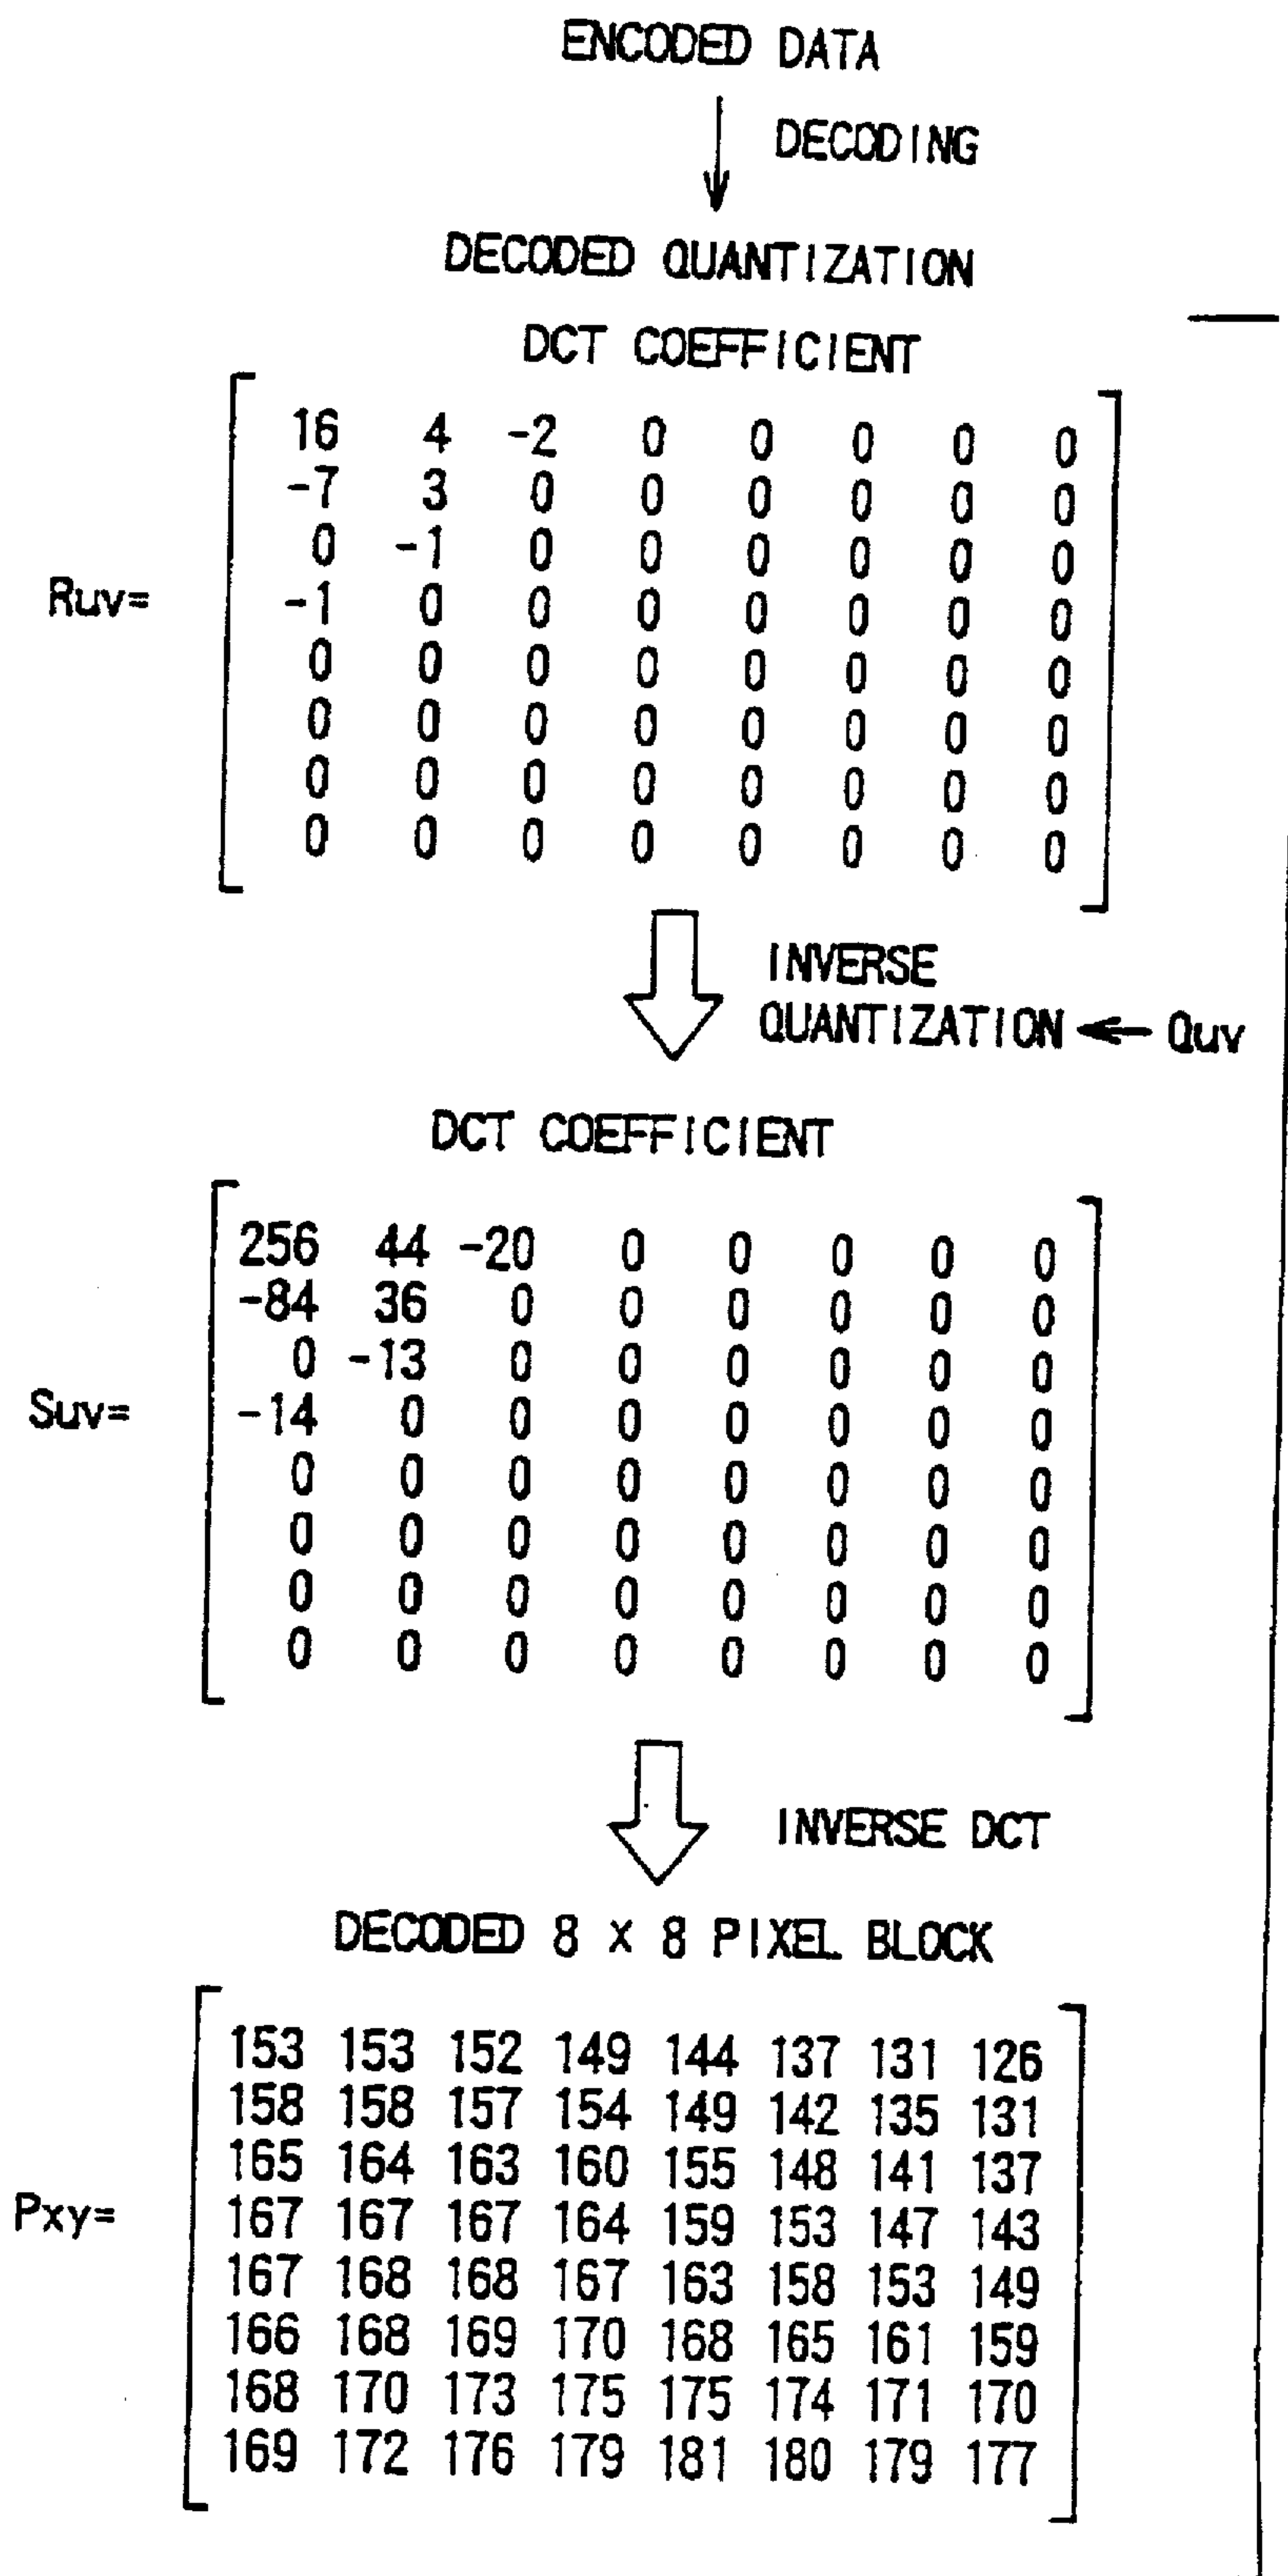 ENCODED DATA
DECODING
DECODED QUANTIZATION
DCT COEFFICIENT
Ruv=
16 4 -2 0 0 0 0 0
-7 3 0 0 0 0 0 0
0 -1 0 0 0 0 0 0
-1 0 0 0 0 0 0 0
0 0 0 0 0 0 0 0
0 0 0 0 0 0 0 0
0 0 0 0 0 0 0 0
0 0 0 0 0 0 0 0
INVERSE
QUANTIZATION Quv
DCT COEFFICIENT
Suv=
256 44 -20 0 0 0 0 0
-84 36 0 0 0 0 0 0
0 -13 0 0 0 0 0 0
-14 0 0 0 0 0 0 0
0 0 0 0 0 0 0 0
0 0 0 0 0 0 0 0
0 0 0 0 0 0 0 0
0 0 0 0 0 0 0 0
INVERSE DCT
DECODED 8 x 8 PIXEL BLOCK
Pxy=
153 153 152 149 144 137 131 126
158 158 157 154 149 142 135 131
165 164 163 160 155 148 141 137
167 167 167 164 159 153 147 143
167 168 168 167 163 158 153 149
166 168 169 170 168 165 161 159
168 170 173 175 175 174 171 170
169 172 176 179 181 180 179 177